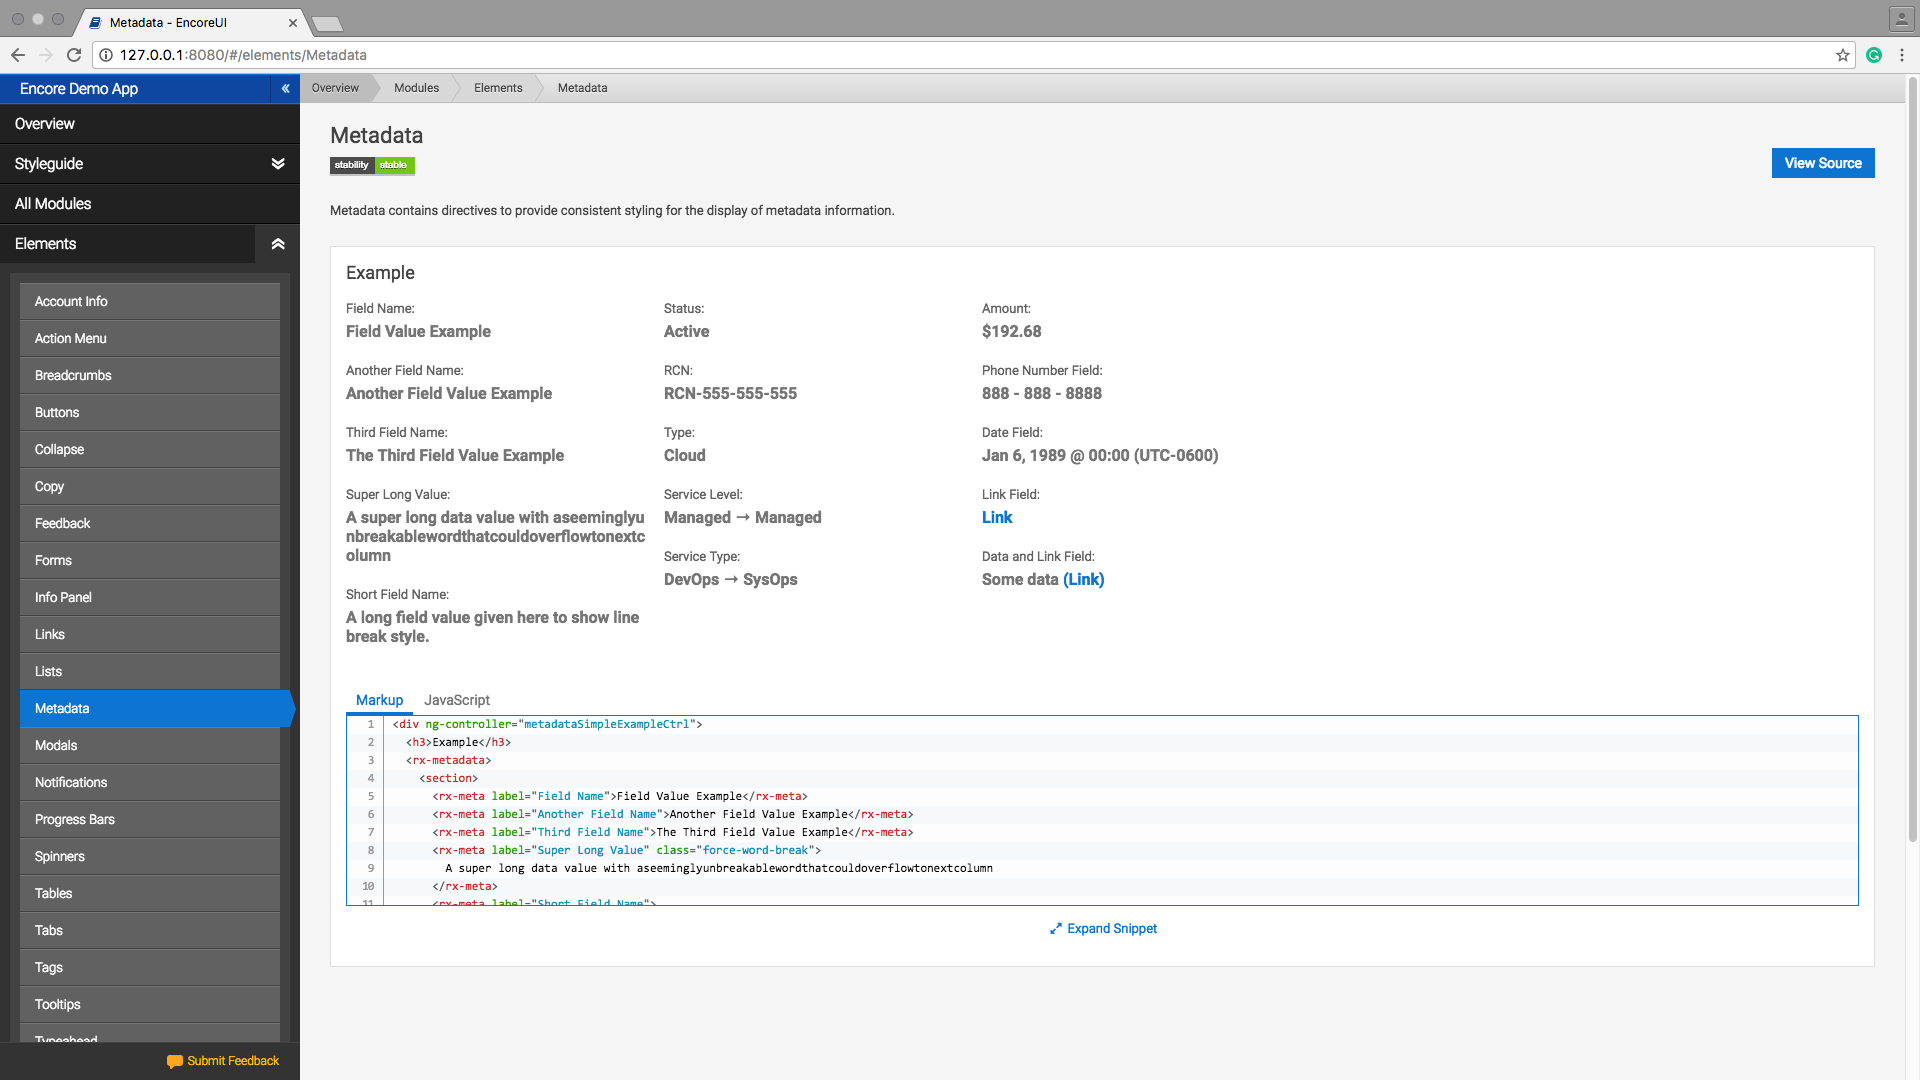 Metadata - EncoreUI
127.0.0.1:8080/#/elements/Metadata
Encore Demo App
Overview
Styleguide
All Modules
Elements
Account Info
Action Menu
Breadcrumbs
Buttons
Collapse
Copy
Feedback
Forms
Info Panel
Links
Lists
Metadata
Modals
Notifications
Progress Bars
Spinners
Tables
Tabs
Tags
Tooltips
Typeahead
Submit Feedback
Overview Modules Elements Metadata
Metadata
stability stable
View Source
Metadata contains directives to provide consistent styling for the display of metadata information.
Example
Field Name:
Field Value Example
Another Field Name:
Another Field Value Example
Third Field Name:
The Third Field Value Example
Super Long Value:
A super long data value with aseeminglyu
nbreakablewordthatcouldoverflowtonextc
olumn
Short Field Name:
A long field value given here to show line
break style.
Status:
Active
RCN:
RCN-555-555-555
Type:
Cloud
Service Level:
Managed → Managed
Service Type:
DevOps → SysOps
Amount:
$192.68
Phone Number Field:
888 - 888 - 8888
Date Field:
Jan 6, 1989 @ 00:00 (UTC-0600)
Link Field:
Link
Data and Link Field:
Some data (Link)
Markup JavaScript
1 <div ng-controller="metadataSimpleExampleCtrl">
2 <h3>Example</h3>
3 <rx-metadata>
4 <section>
5 <rx-meta label="Field Name">Field Value Example</rx-meta>
6 <rx-meta label="Another Field Name">Another Field Value Example</rx-meta>
7 <rx-meta label="Third Field Name">The Third Field Value Example</rx-meta>
8 <rx-meta label="Super Long Value" class="force-word-break">
9 A super long data value with aseeminglyunbreakablewordthatcouldoverflowtonextcolumn
10 </rx-meta>
11 <rx-meta label="Short Field Name">
Expand Snippet